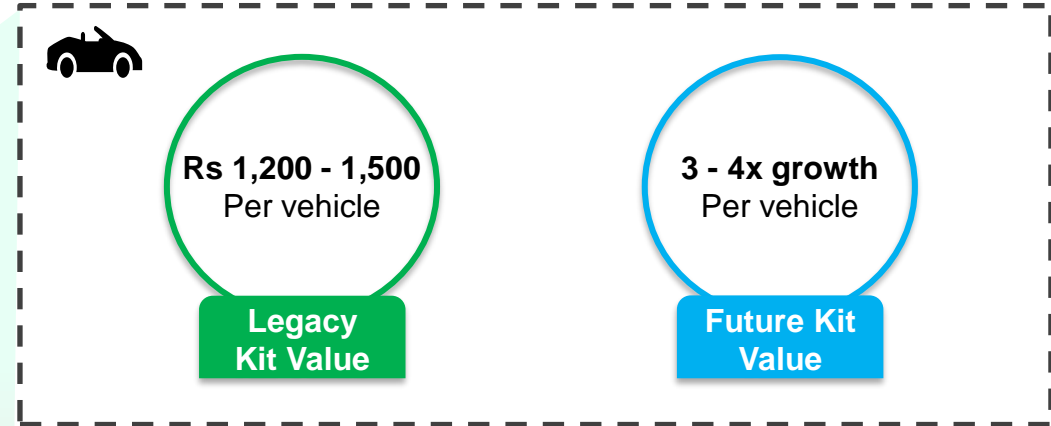 Rs 1,200 - 1,500
Per vehicle
Legacy
Kit Value
3 - 4x growth
Per vehicle
Future Kit
Value